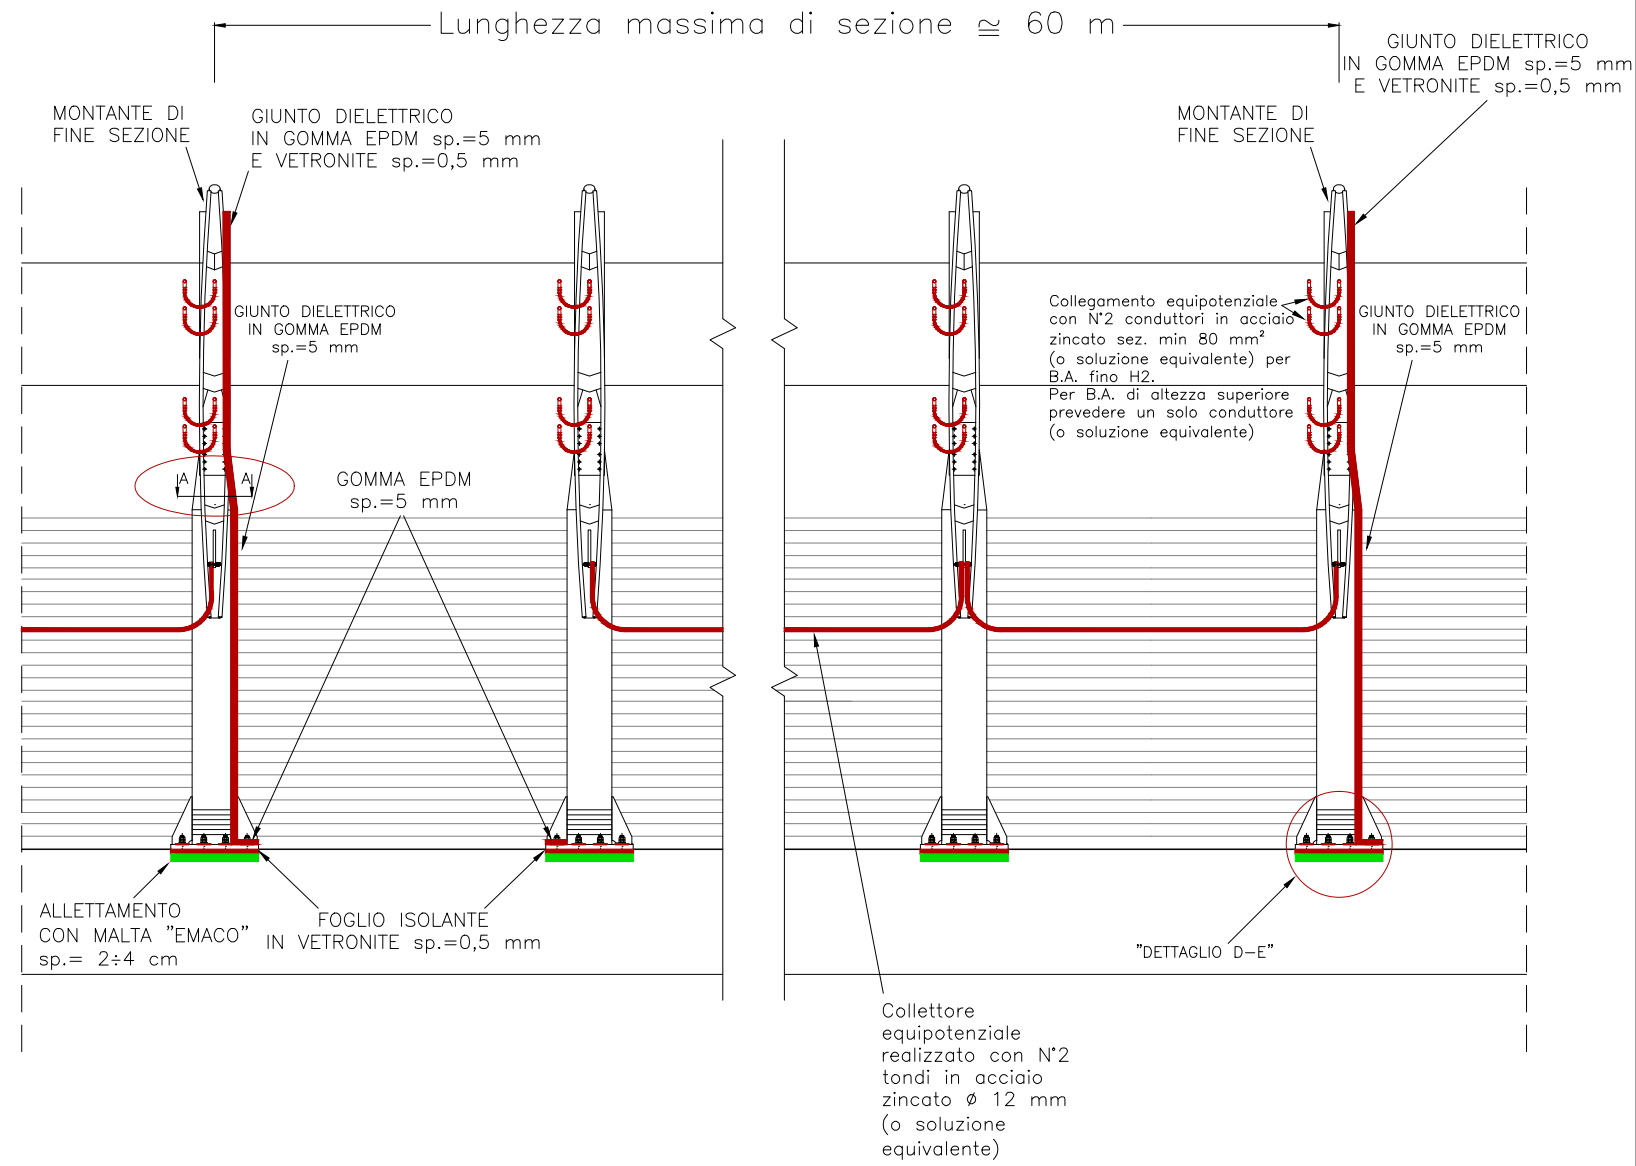 Lunghezza massima di sezione ≅ 60 m
GIUNTO DIELETTRICO
IN GOMMA EPDM sp.=5 mm
E VETRONITE sp.=0,5 mm
MONTANTE DI
FINE SEZIONE
GIUNTO DIELETTRICO
IN GOMMA EPDM sp.=5 mm
E VETRONITE sp.=0,5 mm
MONTANTE DI
FINE SEZIONE
GIUNTO DIELETTRICO
IN GOMMA EPDM
sp.=5 mm
Collegamento equipotenziale
con N°2 conduttori in acciaio
zincato sez. min 80 mm²
(o soluzione equivalente) per
B.A. fino H2.
Per B.A. di altezza superiore
prevedere un solo conduttore
(o soluzione equivalente)
GIUNTO DIELETTRICO
IN GOMMA EPDM
sp.=5 mm
A A
GOMMA EPDM
sp.=5 mm
ALLETTAMENTO
CON MALTA "EMACO"
sp.= 2÷4 cm
FOGLIO ISOLANTE
IN VETRONITE sp.=0,5 mm
"DETTAGLIO D-E"
Collettore
equipotenziale
realizzato con N°2
tondi in acciaio
zincato ø 12 mm
(o soluzione
equivalente)